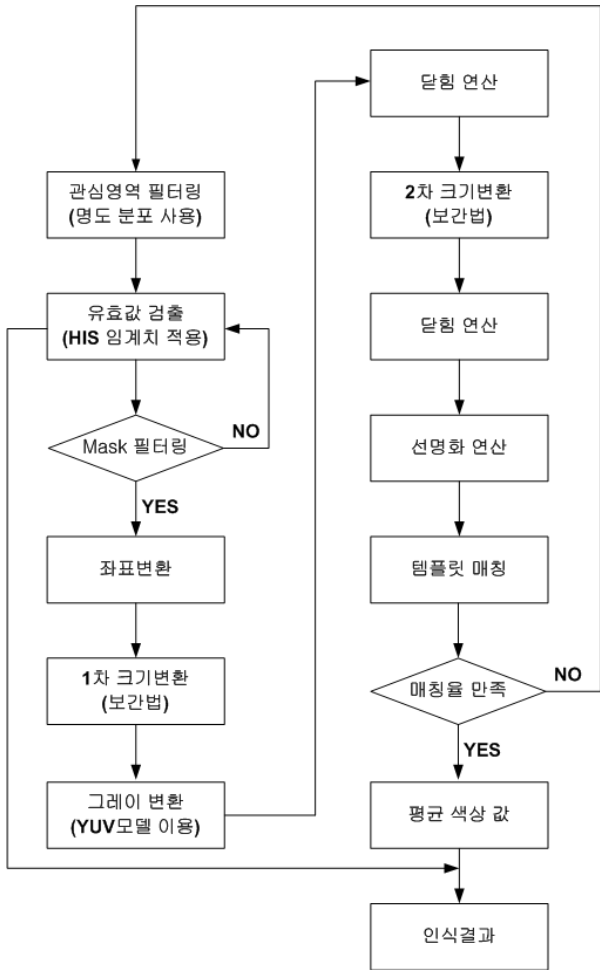 관심영역 필터링
(명도 분포 사용)
유효값 검출
(HIS 임계치 적용)
Mask 필터링
NO
YES
좌표변환
1차 크기변환
(보간법)
그레이 변환
(YUV모델 이용)
닫힘 연산
2차 크기변환
(보간법)
닫힘 연산
선명화 연산
템플릿 매칭
매칭율 만족
NO
YES
평균 색상 값
인식결과